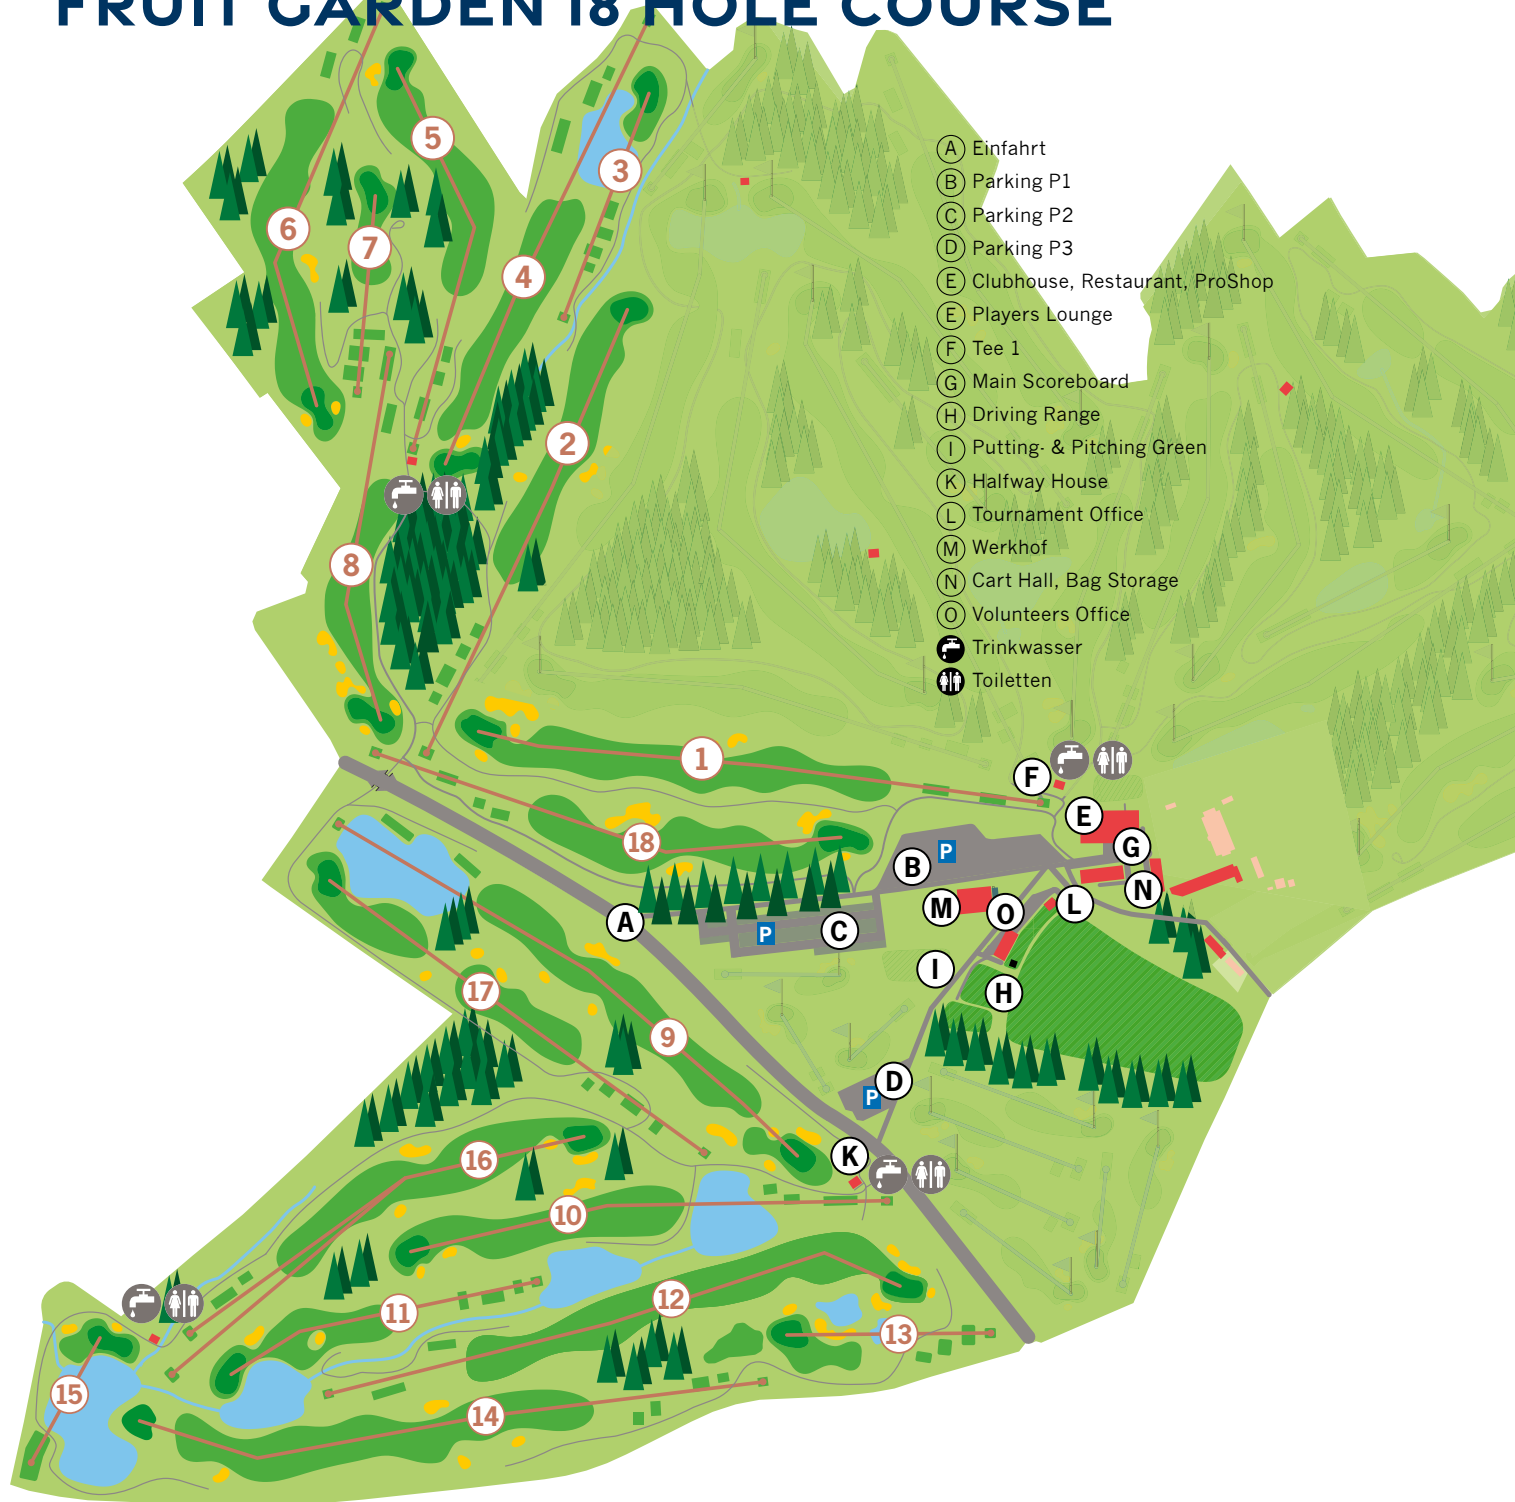 FRUIT GARDEN 18 HOLE COURSE
A Einfahrt
B Parking P1
C Parking P2
D Parking P3
E Clubhouse, Restaurant, ProShop
E Players Lounge
F Tee 1
G Main Scoreboard
H Driving Range
I Putting- & Pitching Green
K Halfway House
L Tournament Office
M Werkhof
N Cart Hall, Bag Storage
O Volunteers Office
Trinkwasser
Toiletten
5
3
6
7
4
2
8
1
F
E
18
G
B
P
N
M
O
L
A
P
C
I
H
17
9
D
P
K
16
10
12
11
13
15
14